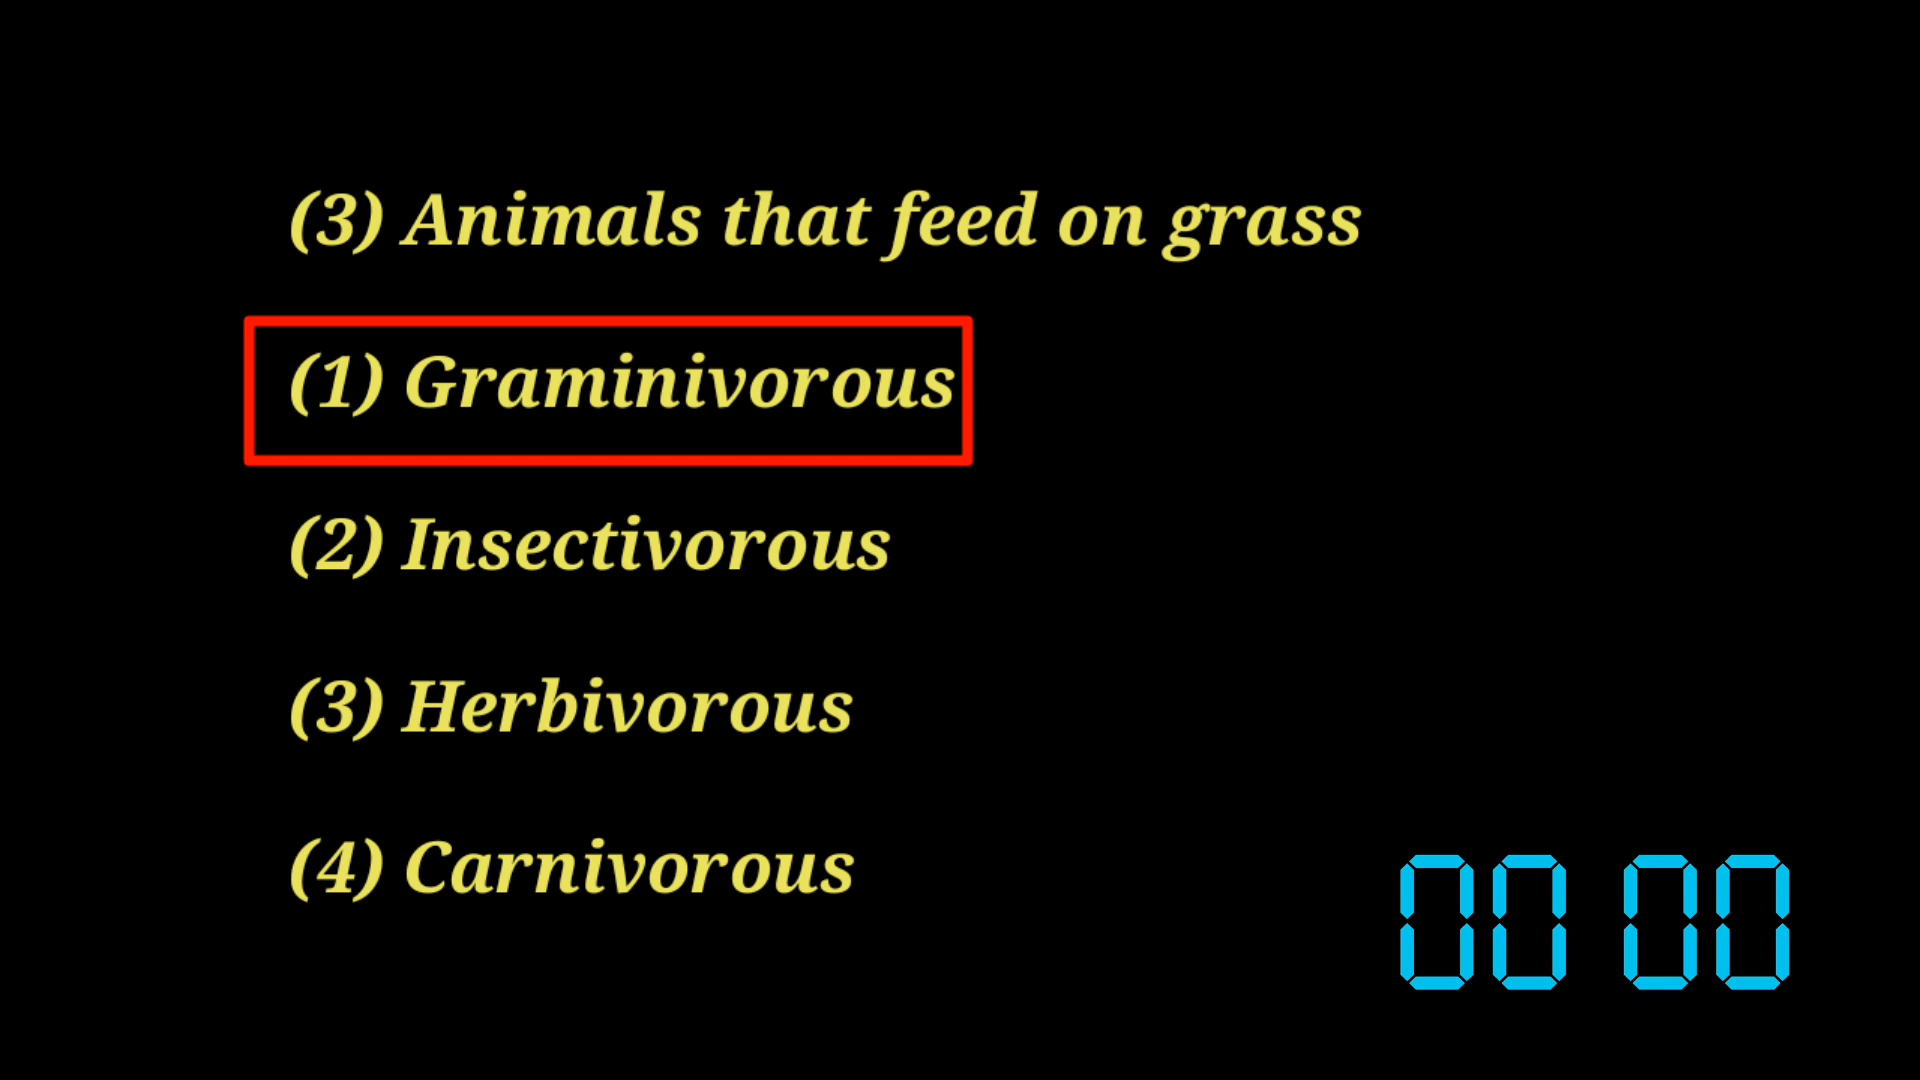 (3) Animals that feed on grass
(1) Graminivorous
(2) Insectivorous
(3) Herbivorous
(4) Carnivorous
00 00